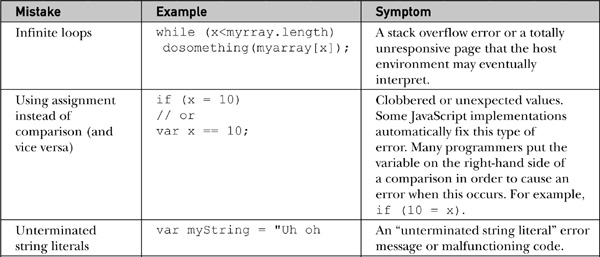 Mistake Example Symptom
Infinite loops
while (x<myrray.length)
dosomething(myarray[x]);
A stack overflow error or a totally
unresponsive page that the host
environment may eventually
interpret.
Using assignment
instead of
comparison (and
vice versa)
if (x = 10)
// or
var x == 10;
Clobbered or unexpected values.
Some JavaScript implementations
automatically fix this type of
error. Many programmers put the
variable on the right-hand side of
a comparison in order to cause an
error when this occurs. For example,
if (10 = x).
Unterminated
string literals
var myString = "Uh oh
An “unterminated string literal” error
message or malfunctioning code.